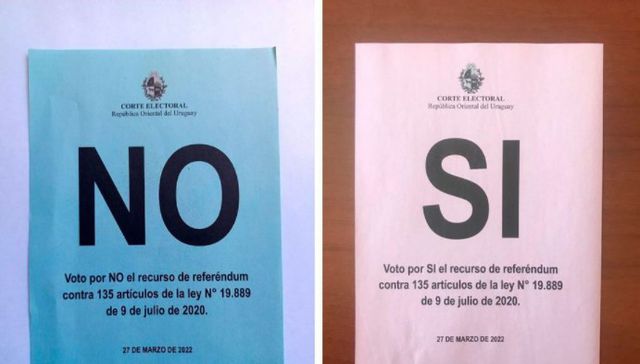 CORTE ELECTORAL
República Oriental del Uruguay
NO
Voto por NO el recurso de referéndum
contra 135 artículos de la ley N° 19.889
de 9 de julio de 2020.
27 DE MARZO DE 2022
CORTE ELECTORAL
República Oriental del Uruguay
SI
Voto por SI el recurso de referéndum
contra 135 artículos de la ley N° 19.889
de 9 de julio de 2020.
27 DE MARZO DE 2022